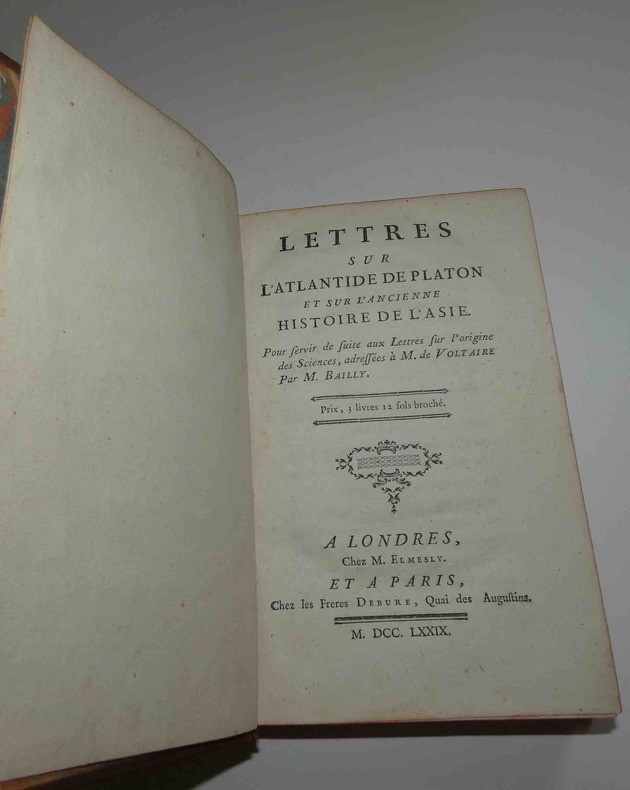 LETTRES
SUR
L'ATLANTIDE DE PLATON
ET SUR L'ANCIENNE
HISTOIRE DE L'ASIE.
Pour ſervir de ſuite aux Lettres ſur l'origine
des Sciences, adreſſées à M. de VOLTAIRE
Par M. BAILLY.
Prix, 3 livres 12 ſols broché.
A LONDRES,
Chez M. ELMESLY.
ET A PARIS,
Chez les Freres DEBURE, Quai des Auguſtins.
M. DCC. LXXIX.